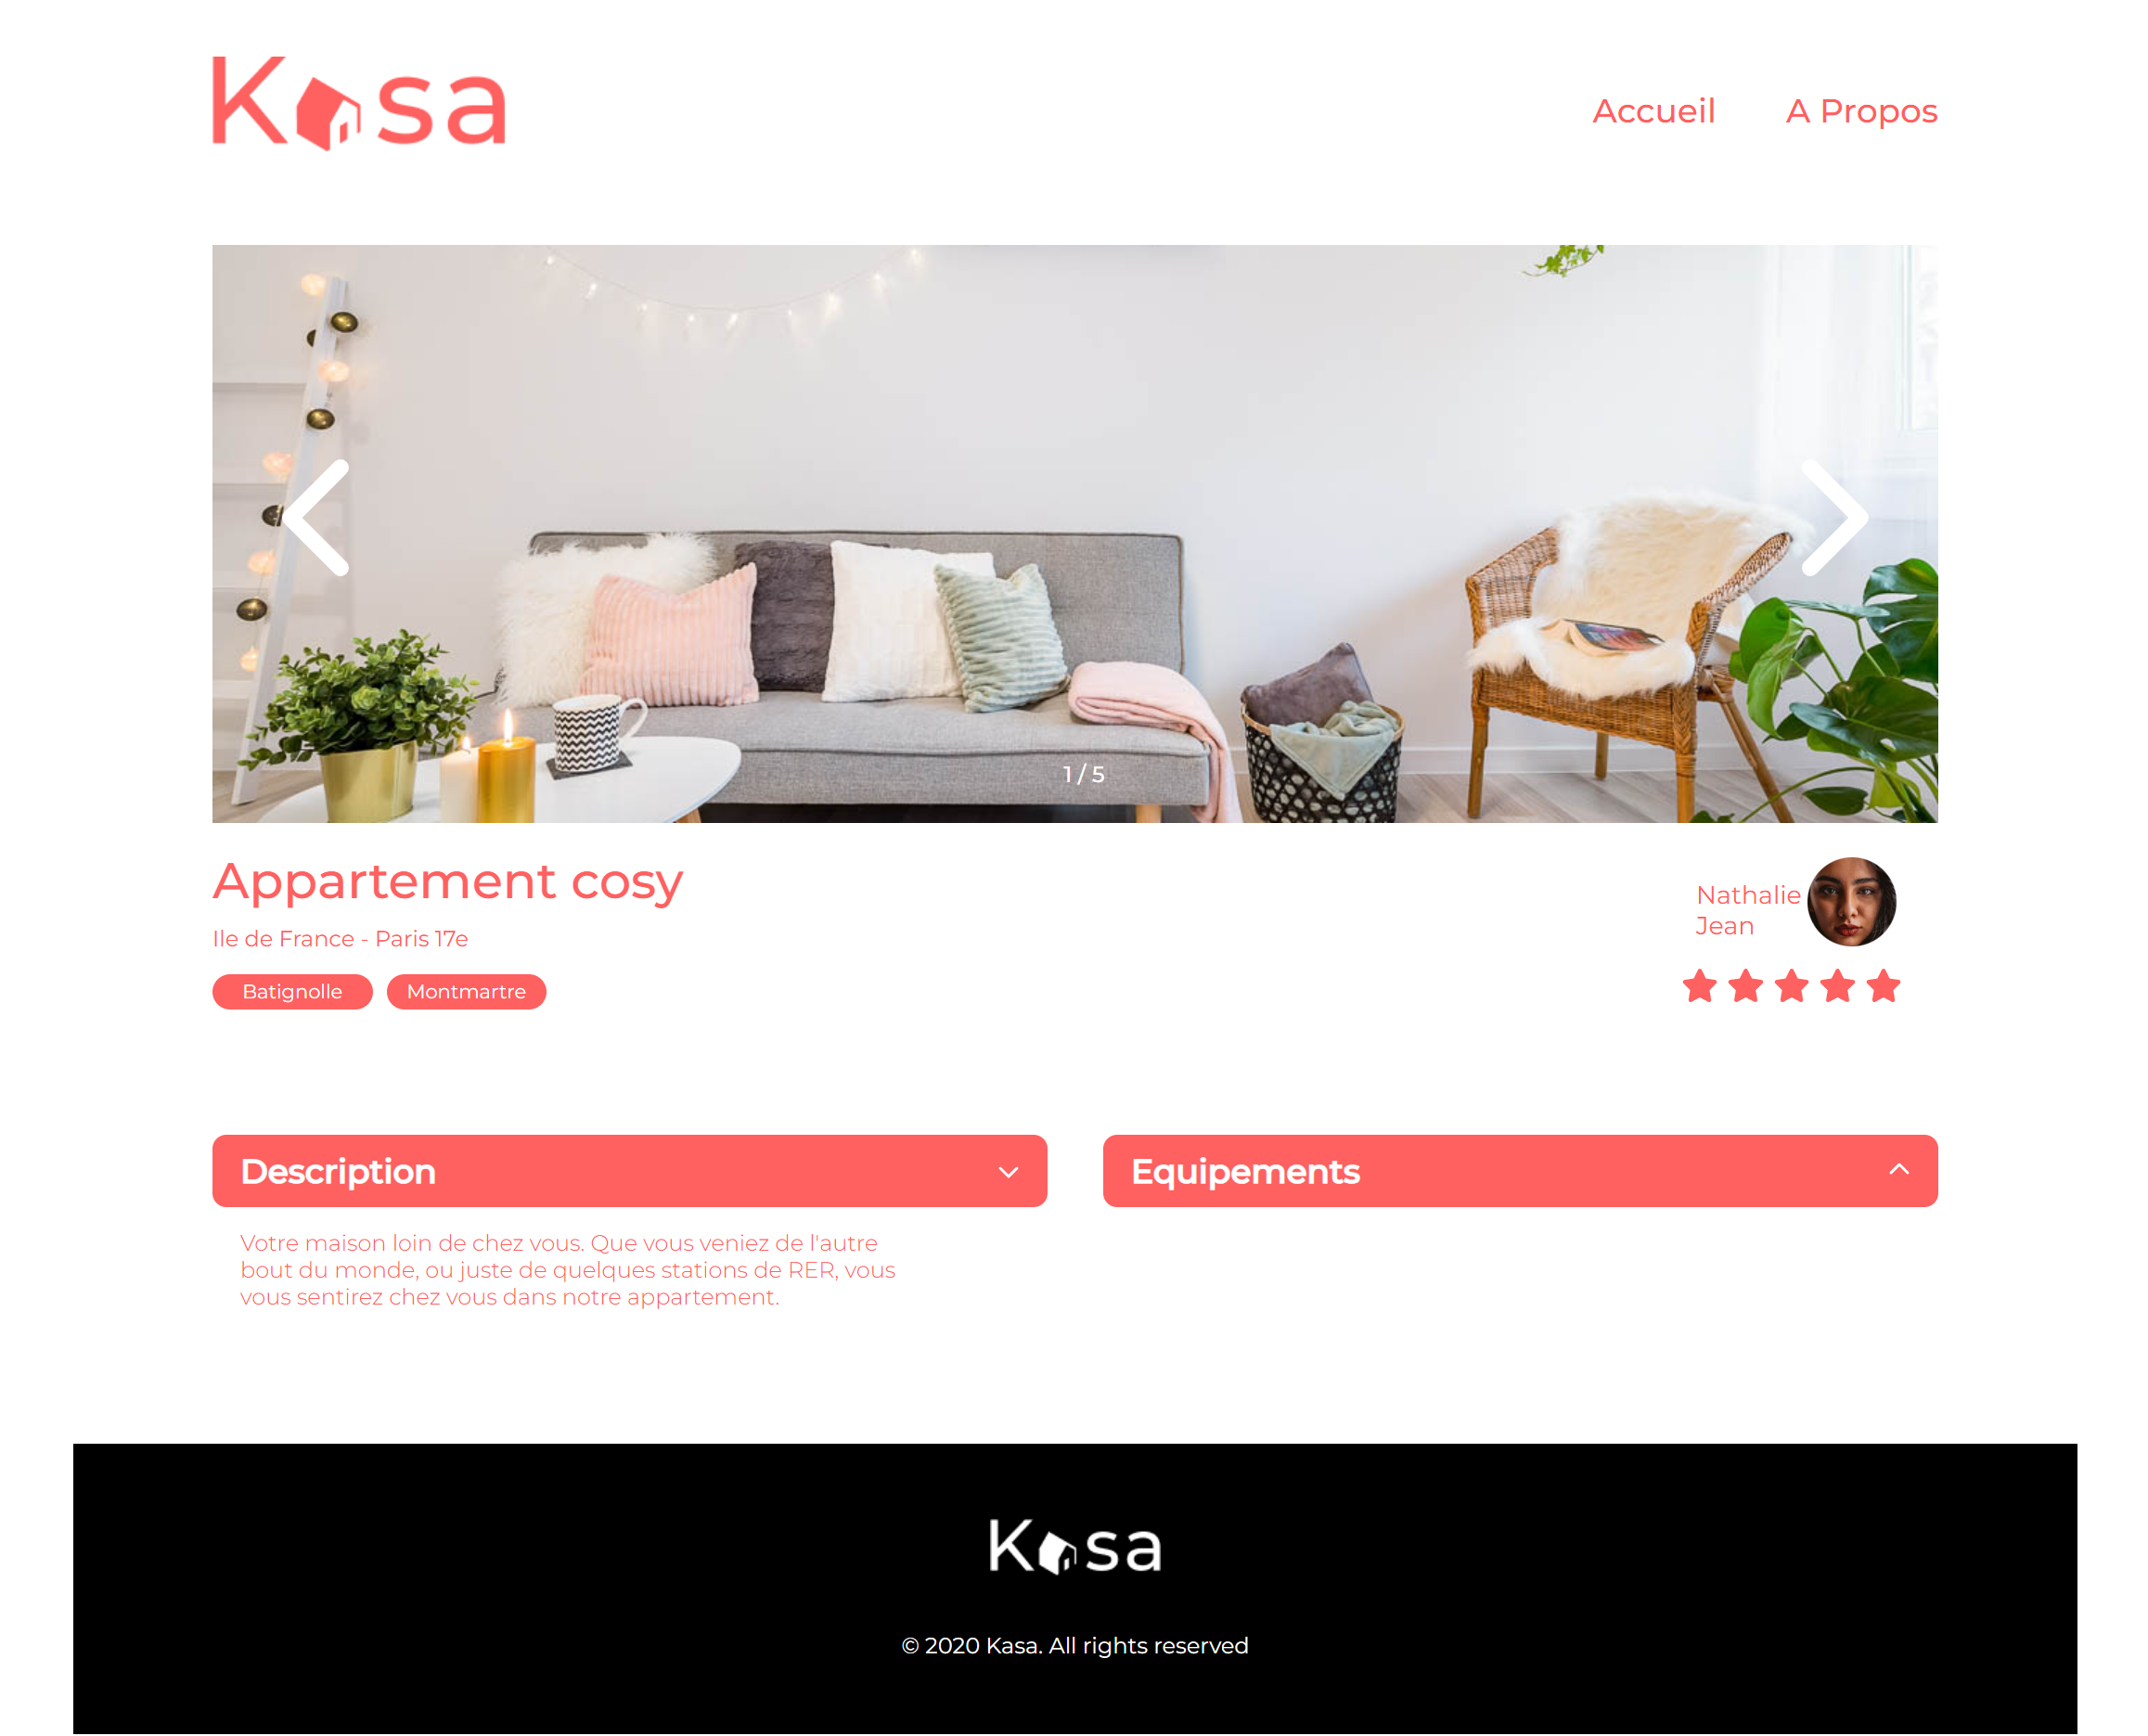 Kasa
Accueil A Propos
1 / 5
Appartement cosy
Nathalie
Jean
Ile de France - Paris 17e
Batignolle Montmartre
Description
Equipements
Votre maison loin de chez vous. Que vous veniez de l'autre
bout du monde, ou juste de quelques stations de RER, vous
vous sentirez chez vous dans notre appartement.
Kasa
© 2020 Kasa. All rights reserved